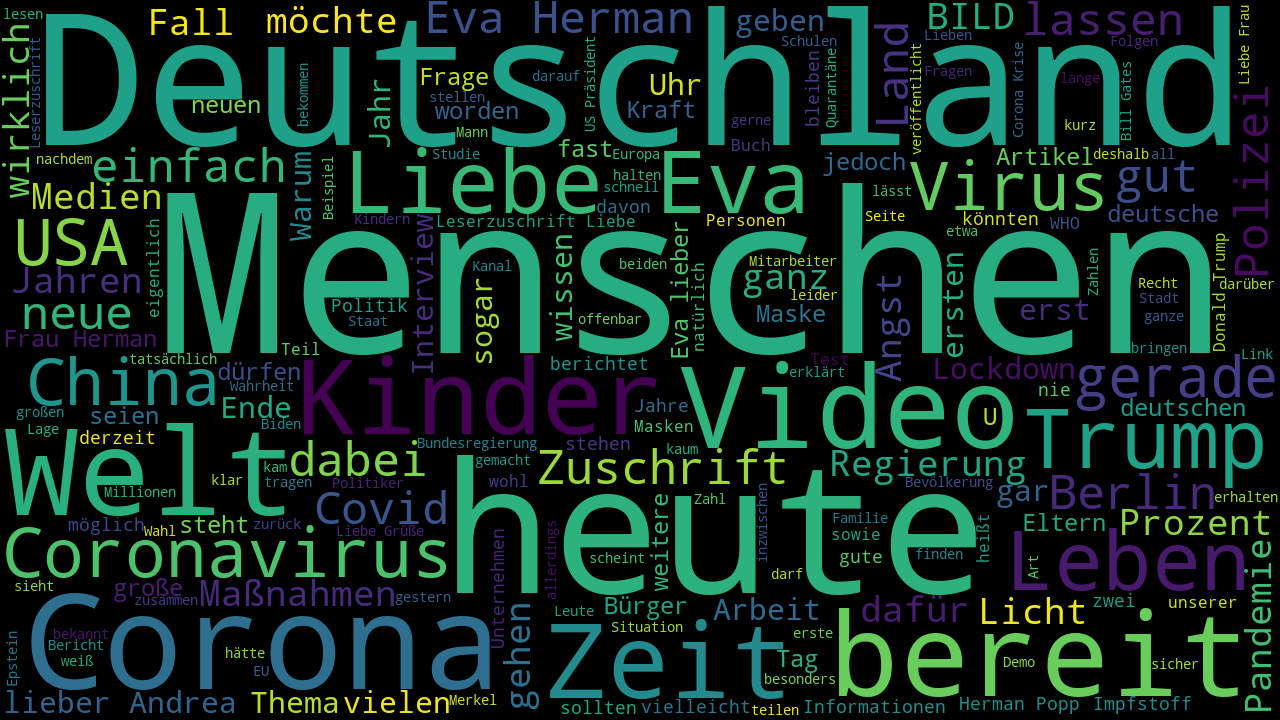 lesen
Fall
möchte
Eva Herman
geben
BILD
lassen
Liebe Frau
Deutschland
wirklich
Leserzuschrift
neuen
bekommen
Jahr
Frage
stellen
worden
Mann
darauf
US Präsident
Uhr
Kraft
Schulen
bleiben
Quarantäne
gerne
Buch
Land
Lieben
Fragen
veröffentlicht
Corona Krise
Folgen
lange
kurz
Bill Gates
Polizei
nachdem
einfach
Medien
Warum
Beispiel
Liebe
Studie
fast
Europa
halten
schnell
Eva
davon
jedoch
lässt
Virus
Artikel
deshalb
all
gut
USA
Jahren
eigentlich
Kindern
Leserzuschrift Liebe
Personen
Seite
könnten
WHO
deutsche
etwa
neue
Menschen
Interview
Kanal
sogar
wissen
beiden
Eva lieber
natürlich
Mitarbeiter
ganz
leider
Maske
Angst
ersten
erst
Zahlen
Recht
Stadt
ganze
Donald Trump
darüber
Frau Herman
Politik
Staat
offenbar
Teil
bringen
Link
tatsächlich
China
dürfen
Wahrheit
Kinder
berichtet
Test
erklärt
Lockdown
gerade
nie
großen
Lage
seien
Ende
Biden
Jahre
Masken
Video
deutschen
derzeit
Welt
dabei
Bundesregierung
stehen
kaum
Trump
kam
klar
tragen
gemacht
Politiker
wohl
Zuschrift
Regierung
Bevölkerung
gar
Berlin
erhalten
Millionen
Covid
heute
Zahl
möglich
Wahl
steht
zurück
Liebe Grüße
weitere
inzwischen
Familie
sowie
gute
finden
heißt
Eltern
Prozent
Coronavirus
Unternehmen
allerdings
scheint
darf
Art
Leben
Pandemie
sieht
große
zusammen
Maßnahmen
gestern
gehen
Leute
Bürger
Situation
Arbeit
dafür
Licht
zwei
unserer
Epstein
bekannt
Bericht
weiß
Corona
hätte
EU
Zeit
erste
Tag
besonders
bereit
Demo
sicher
lieber Andrea
Thema
vielen
Merkel
sollten
vielleicht
teilen
Informationen
Herman Popp
Impfstoff
U